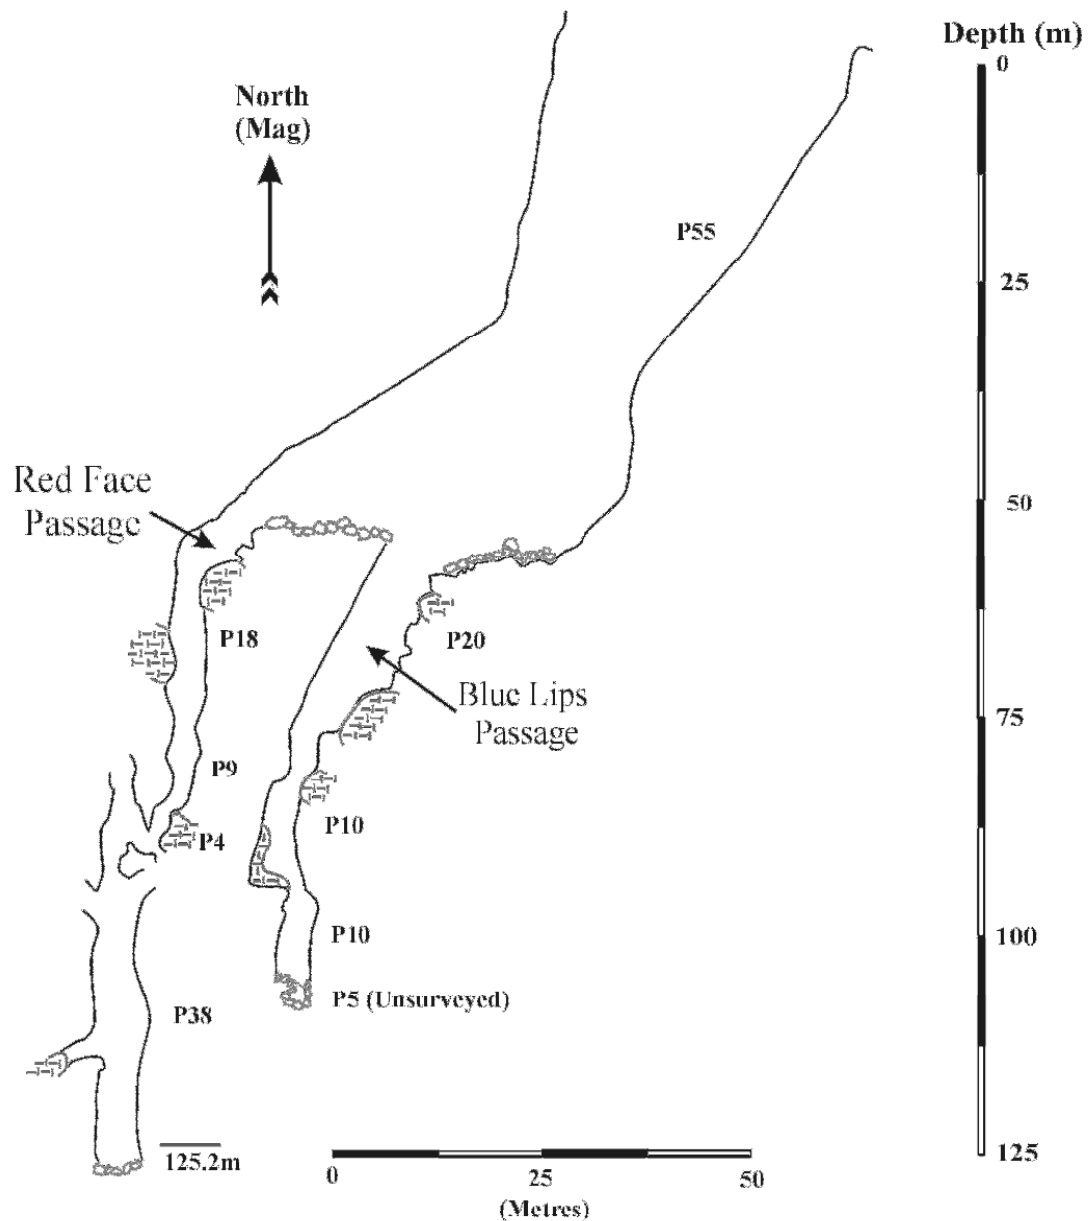 Depth (m)
0
North
(Mag)
P55
25
Red Face
Passage
50
P18
P20
Blue Lips
Passage
75
P9
P4
P10
P10
100
P5 (Unsurveyed)
P38
125.2m
125
0
25
50
(Metres)